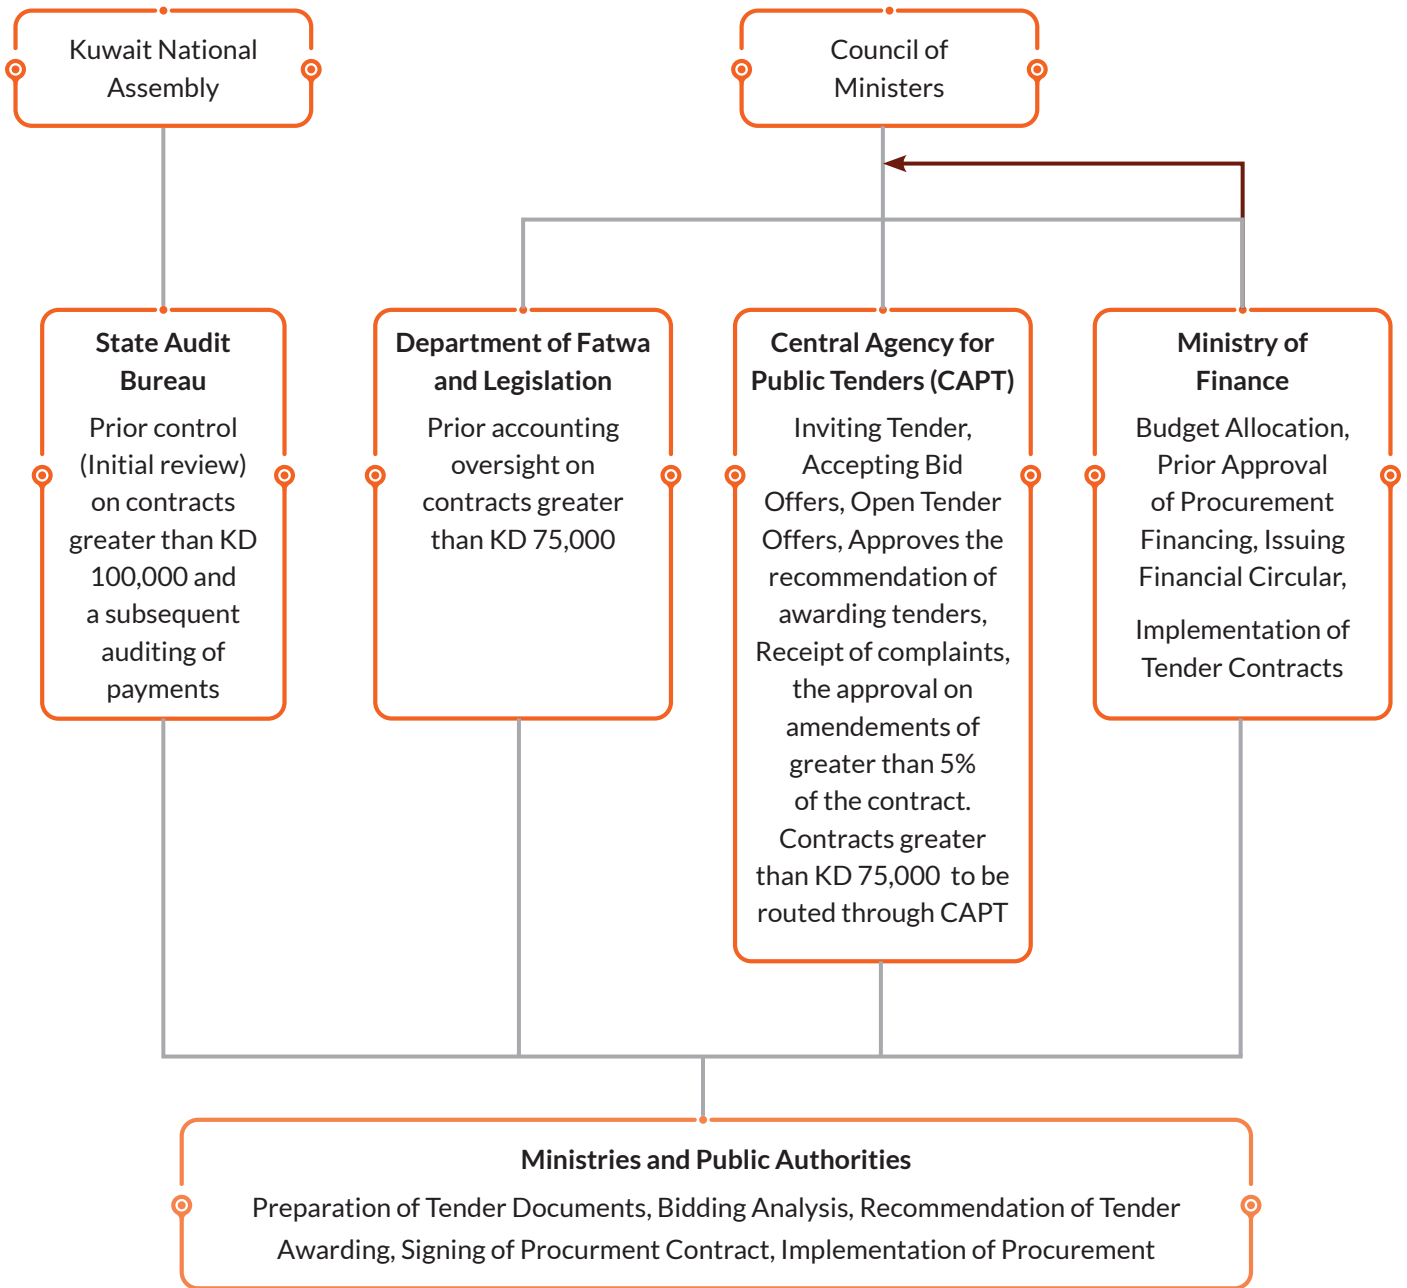 Kuwait National
Assembly
Council of
Ministers
State Audit
Bureau
Prior control
(Initial review)
on contracts
greater than KD
100,000 and
a subsequent
auditing of
payments
Department of Fatwa
and Legislation
Prior accounting
oversight on
contracts greater
than KD 75,000
Central Agency for
Public Tenders (CAPT)
Inviting Tender,
Accepting Bid
Offers, Open Tender
Offers, Approves the
recommendation of
awarding tenders,
Receipt of complaints,
the approval on
amendements of
greater than 5%
of the contract.
Contracts greater
than KD 75,000 to be
routed through CAPT
Ministry of
Finance
Budget Allocation,
Prior Approval
of Procurement
Financing, Issuing
Financial Circular,
Implementation of
Tender Contracts
Ministries and Public Authorities
Preparation of Tender Documents, Bidding Analysis, Recommendation of Tender
Awarding, Signing of Procurment Contract, Implementation of Procurement